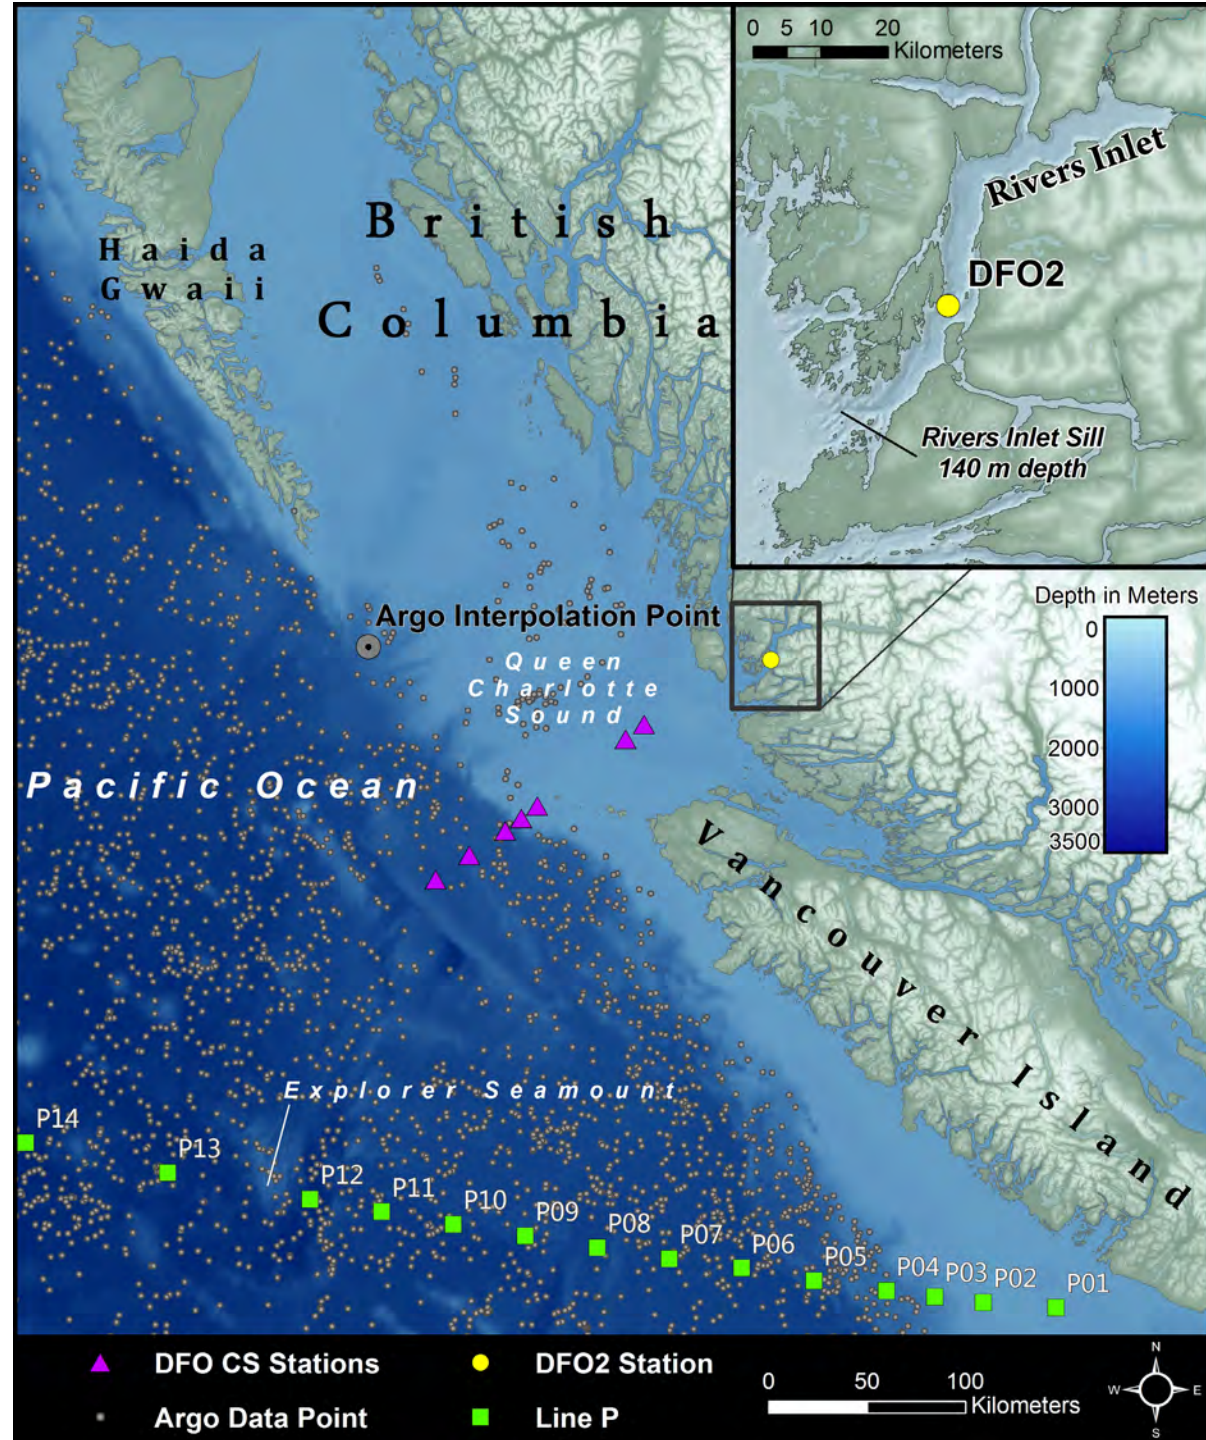 0 5 10 20
Kilometers
Rivers Inlet
DFO2
Rivers Inlet Sill
140 m depth
British
Columbia
Haida
Gwaii
Argo Interpolation Point
Queen
Charlotte
Sound
Depth in Meters
0
1000
2000
3000
3500
Pacific Ocean
Vancouver Island
Explorer Seamount
P14
P13
P12
P11
P10
P09
P08
P07
P06
P05
P04
P03
P02
P01
DFO CS Stations
DFO2 Station
Argo Data Point
Line P
0 50 100
Kilometers
N
W E
S